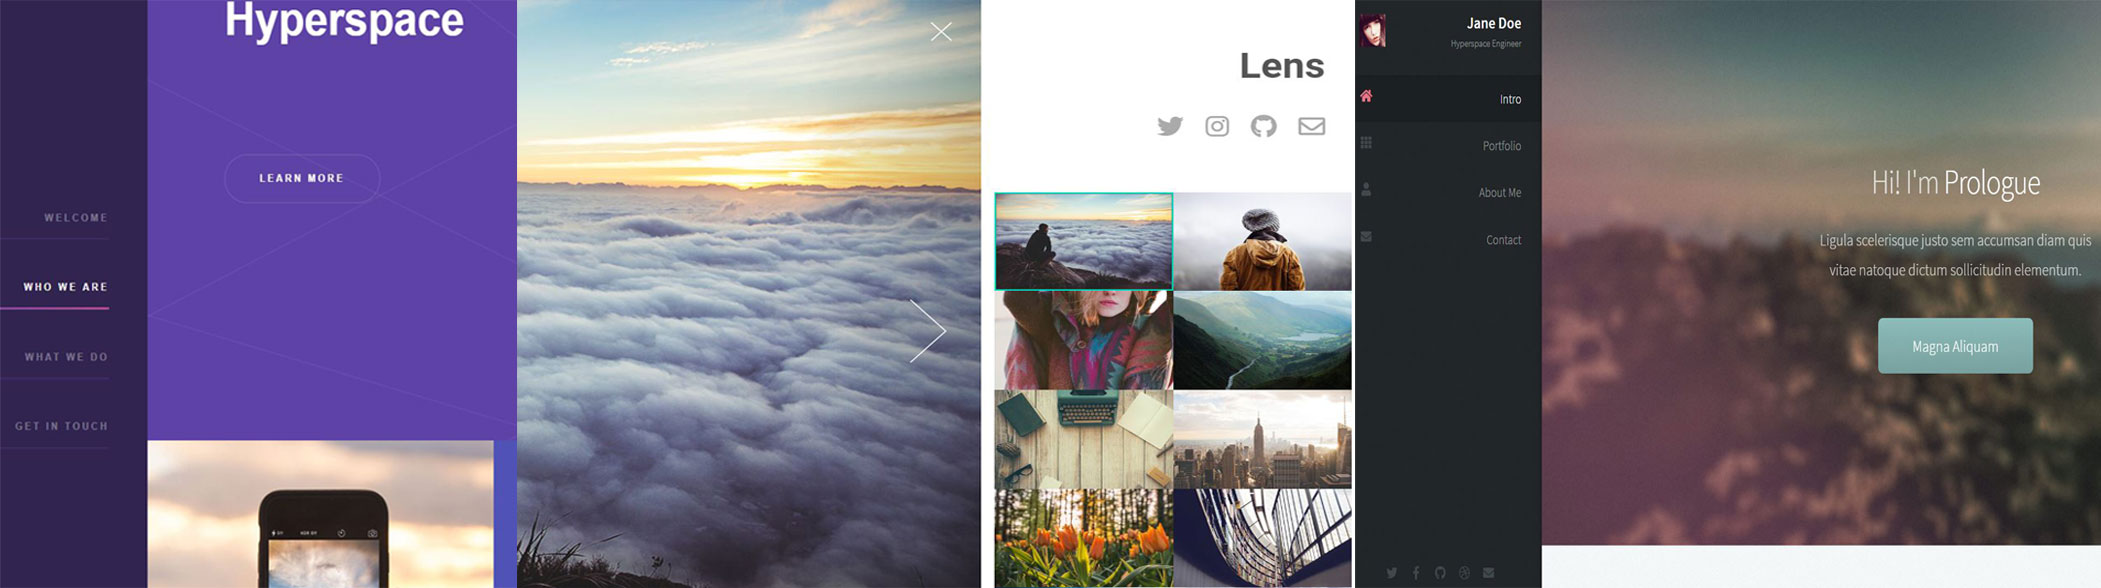 Hyperspace
LEARN MORE
WELCOME
WHO WE ARE
WHAT WE DO
GET IN TOUCH
Lens
Jane Doe
Hyperspace Engineer
Intro
Portfolio
About Me
Contact
Hi! I'm Prologue
Ligula scelerisque justo sem accumsan diam quis
vitae natoque dictum sollicitudin elementum.
Magna Aliquam